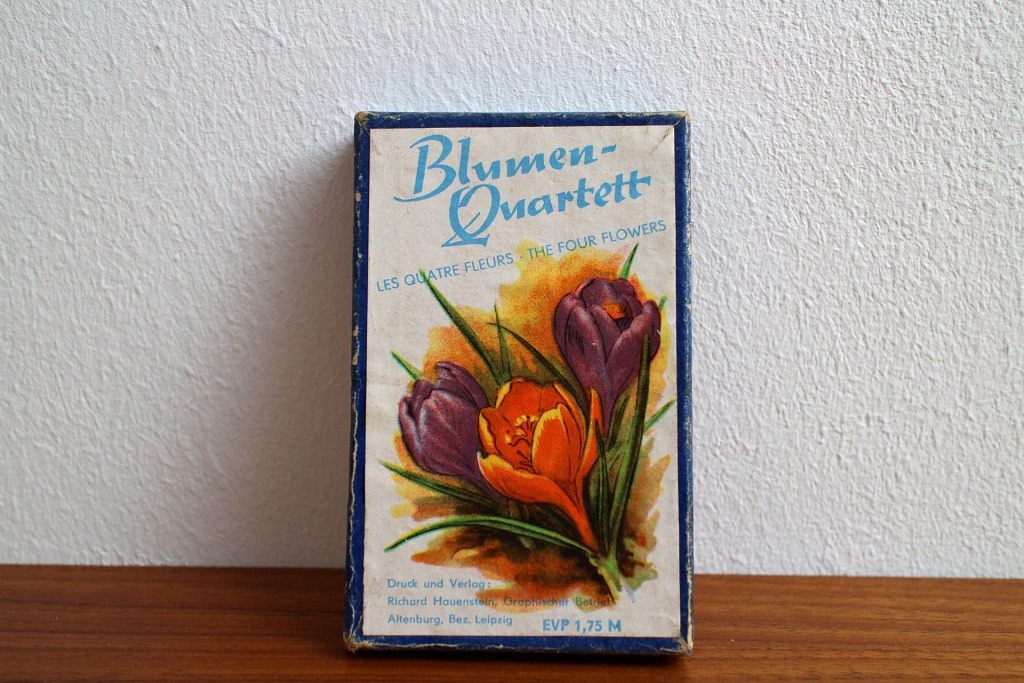 Blumen-
Quartett
LES QUATRE FLEURS · THE FOUR FLOWERS
Druck und Verlag:
Richard Hauenstein, Graphischer Betrieb
Altenburg, Bez. Leipzig
EVP 1,75 M